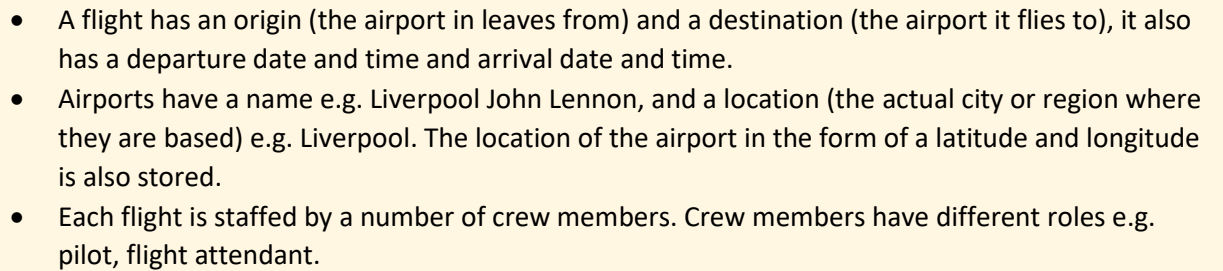 • A flight has an origin (the airport in leaves from) and a destination (the airport it flies to), it also
has a departure date and time and arrival date and time.
• Airports have a name e.g. Liverpool John Lennon, and a location (the actual city or region where
they are based) e.g. Liverpool. The location of the airport in the form of a latitude and longitude
is also stored.
• Each flight is staffed by a number of crew members. Crew members have different roles e.g.
pilot, flight attendant.